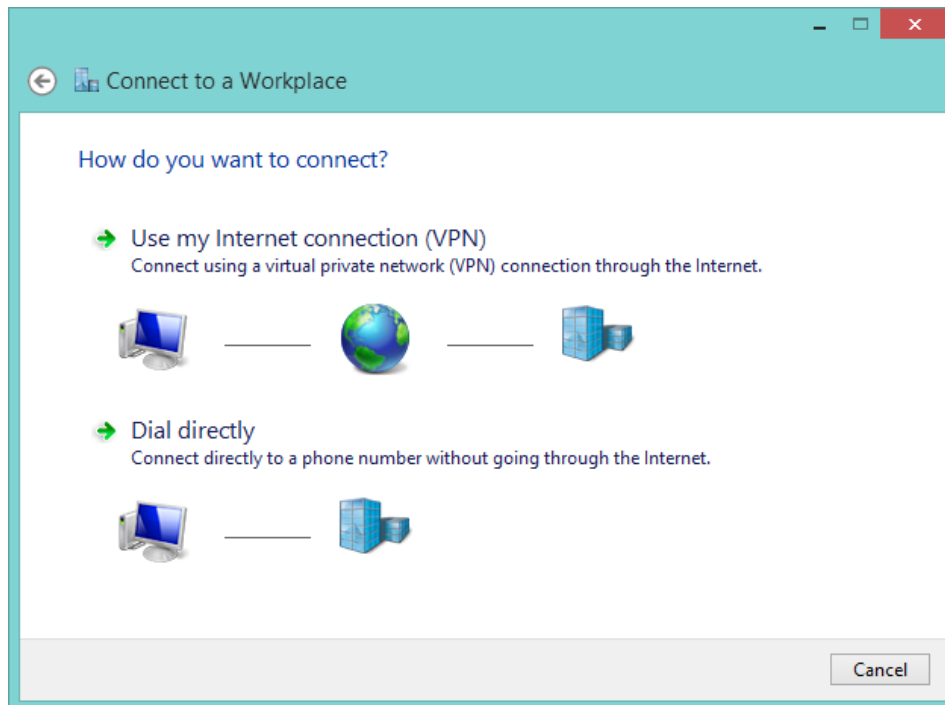 Connect to a Workplace
How do you want to connect?
Use my Internet connection (VPN)
Connect using a virtual private network (VPN) connection through the Internet.
Dial directly
Connect directly to a phone number without going through the Internet.
Cancel